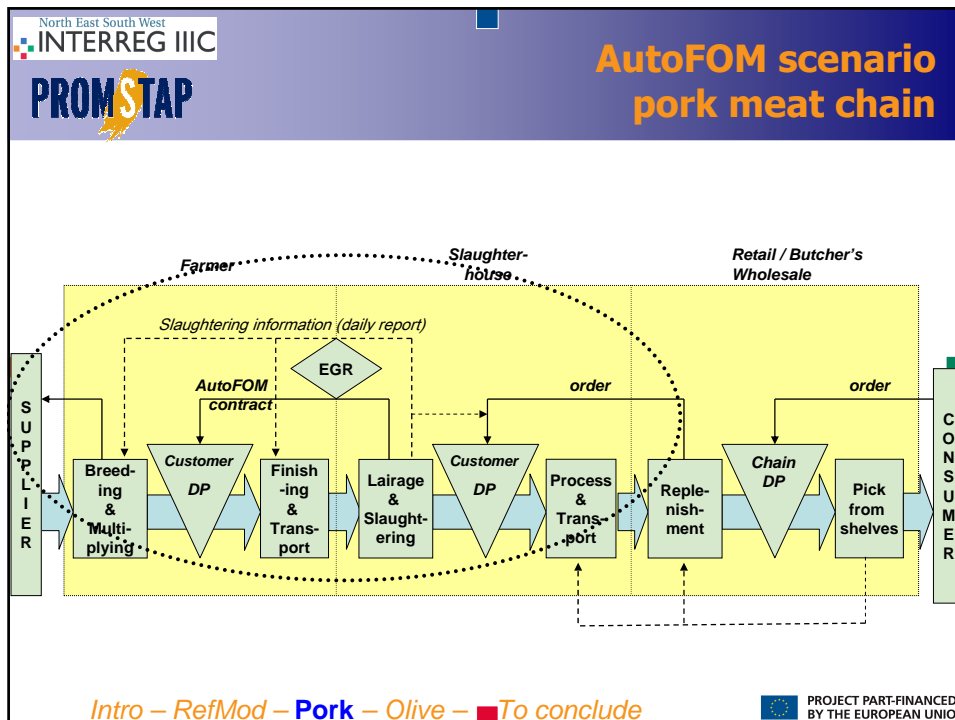 North East South West
INTERREG IIIC
PROMSTAP
AutoFOM scenario
pork meat chain
Farmer
Slaughter-
house
Retail / Butcher's
Wholesale
Slaughtering information (daily report)
EGR
AutoFOM
contract
order
order
S
U
P
P
L
I
E
R
Breed-
ing
&
Multi-
plying
Customer
DP
Finish
-ing
&
Trans-
port
Lairage
&
Slaught-
ering
Customer
DP
Process
&
Trans-
port
Reple-
nish-
ment
Chain
DP
Pick
from
shelves
C
O
N
S
U
M
E
R
Intro – RefMod – Pork – Olive – To conclude
PROJECT PART-FINANCED
BY THE EUROPEAN UNIO